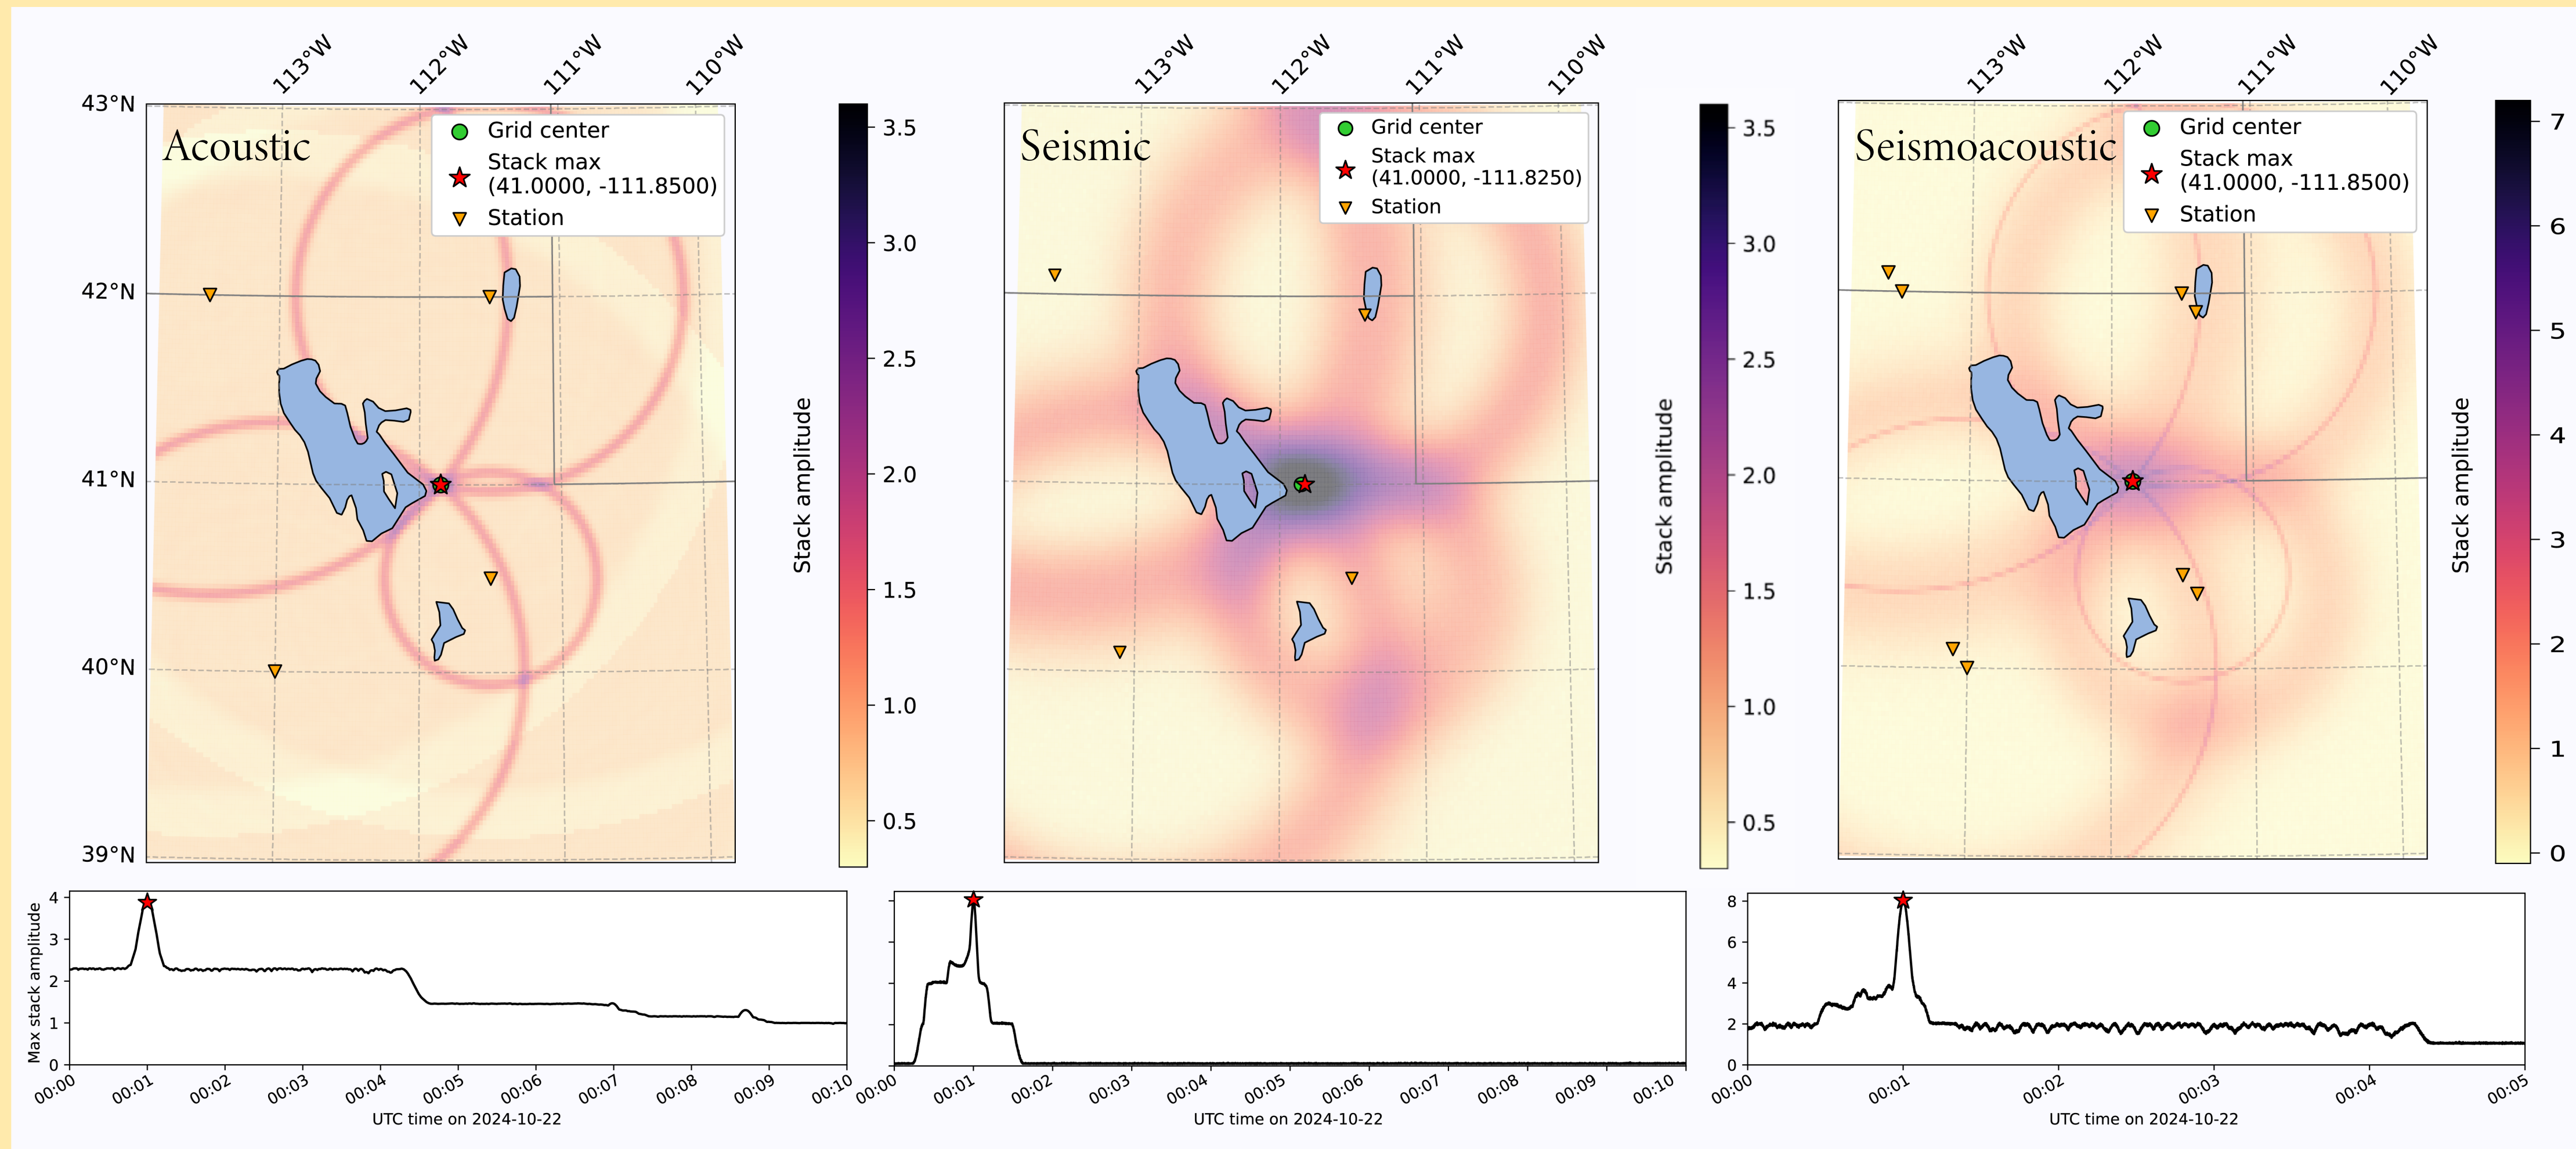 113°W 112°W 111°W 110°W
43°N
42°N
41°N
40°N
39°N
Acoustic
Grid center
Stack max
(41.0000, -111.8500)
Station
3.5
3.0
2.5
2.0
1.5
1.0
0.5
Stack amplitude
113°W 112°W 111°W 110°W
Seismic
Grid center
Stack max
(41.0000, -111.8250)
Station
3.5
3.0
2.5
2.0
1.5
1.0
0.5
Stack amplitude
113°W 112°W 111°W 110°W
Seismoacoustic
Grid center
Stack max
(41.0000, -111.8500)
Station
7
6
5
4
3
2
1
0
Stack amplitude
Max stack amplitude
4
3
2
1
0
00:00 00:01 00:02 00:03 00:04 00:05 00:06 00:07 00:08 00:09 00:10
UTC time on 2024-10-22
00:00 00:01 00:02 00:03 00:04 00:05 00:06 00:07 00:08 00:09 00:10
UTC time on 2024-10-22
8
6
4
2
0
00:00 00:01 00:02 00:03 00:04 00:05
UTC time on 2024-10-22